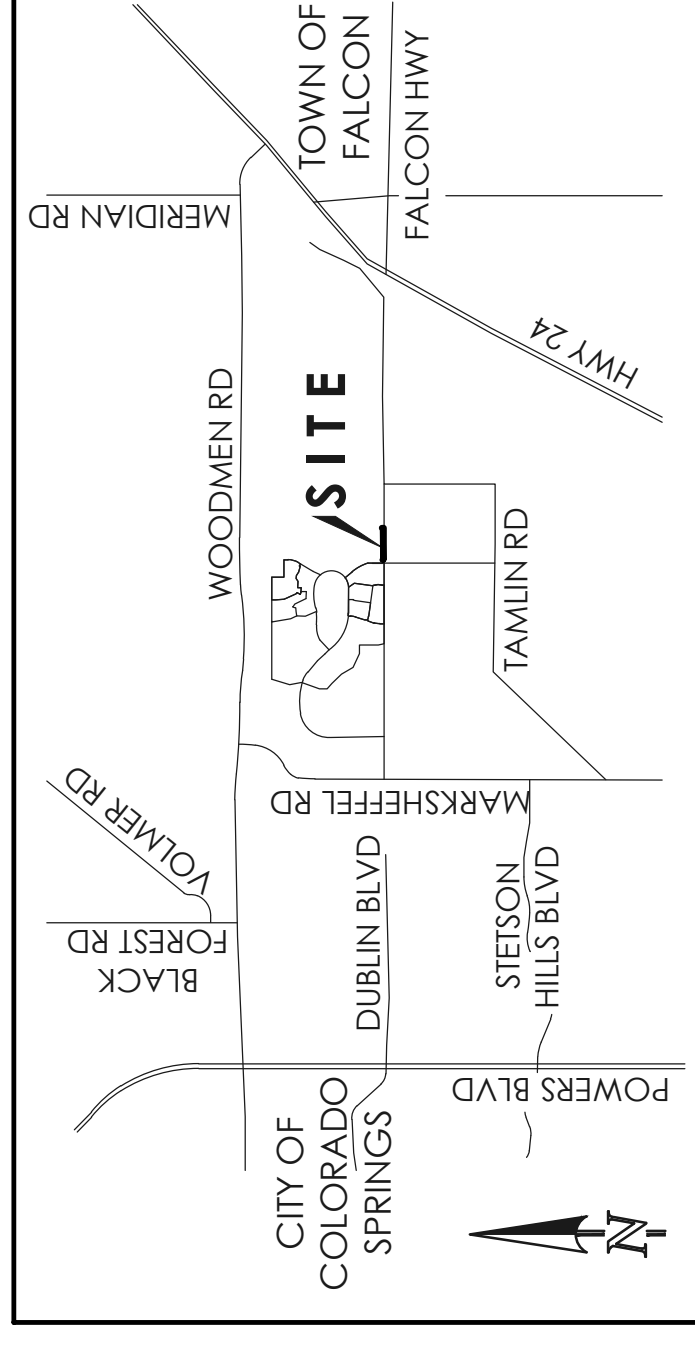 VOLMER RD
BLACK
FOREST RD
MERIDIAN RD
WOODMEN RD
CITY OF
COLORADO
SPRINGS
DUBLIN BLVD
MARKSHEFFEL RD
SITE
TOWN OF
FALCON
FALCON HWY
POWERS BLVD
STETSON
HILLS BLVD
TAMLIN RD
HWY 24
N